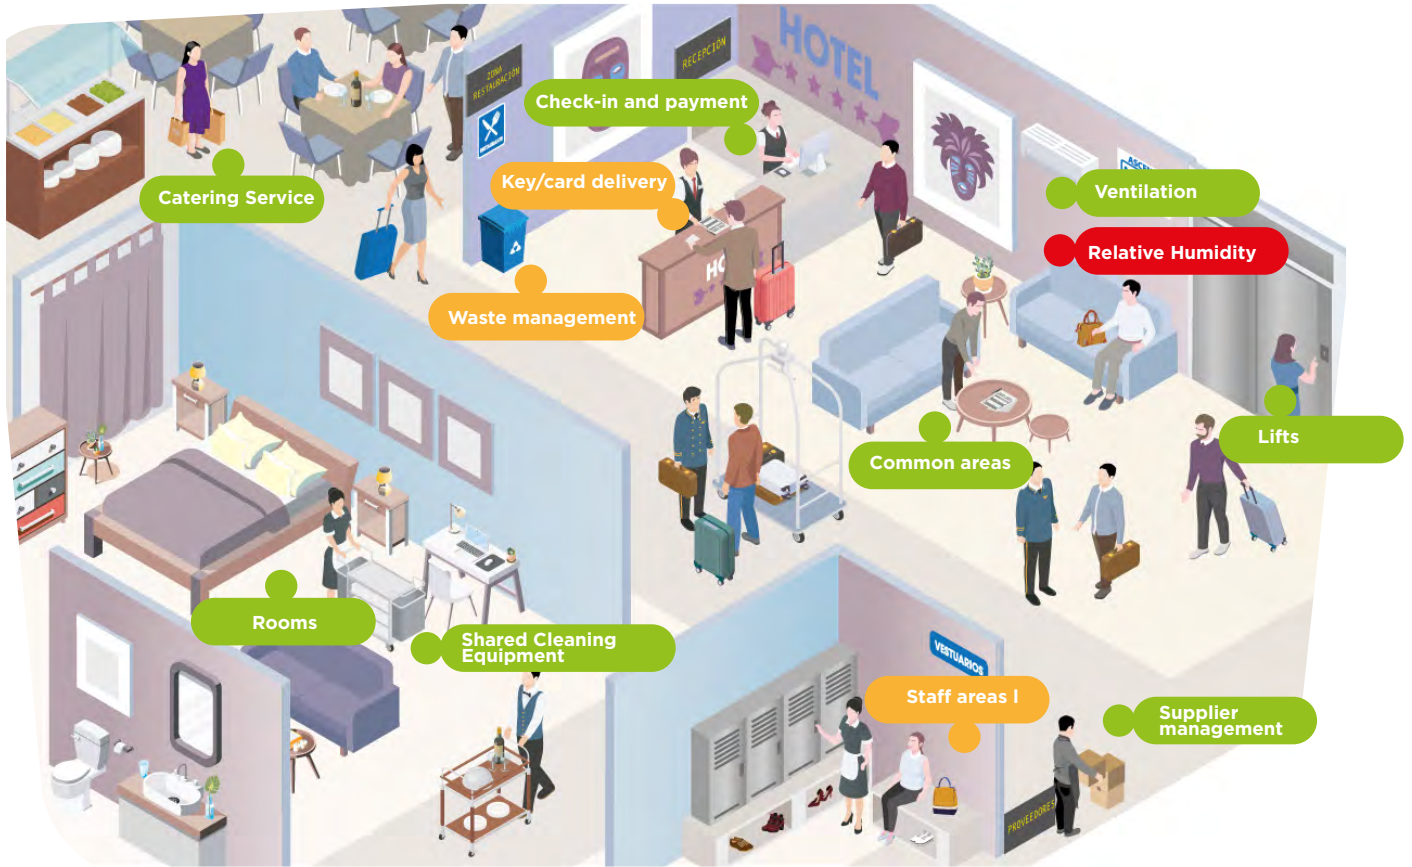 ZONA
RESTAURACIÓN
RECEPCIÓN
HOTEL
Check-in and payment
Key/card delivery
Catering Service
Ventilation
Relative Humidity
Waste management
HO
Lifts
Common areas
Rooms
Shared Cleaning
Equipment
VESTUARIOS
Staff areas l
Supplier
management
PROVEEDORES